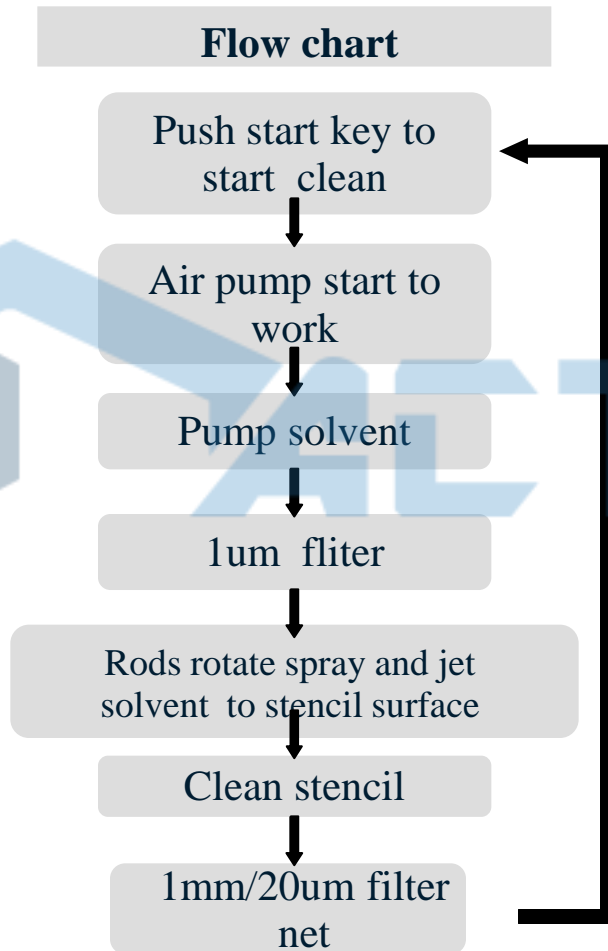 Flow chart
Push start key to
start clean
Air pump start to
work
Pump solvent
1um fliter
Rods rotate spray and jet
solvent to stencil surface
Clean stencil
1mm/20um filter
net